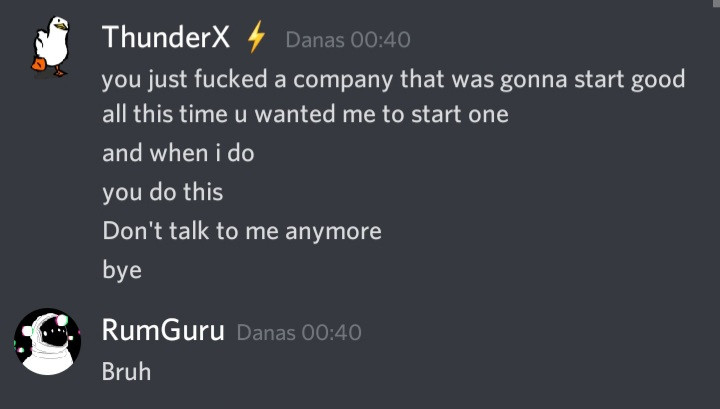 ThunderX ⚡ Danas 00:40
you just fucked a company that was gonna start good
all this time u wanted me to start one
and when i do
you do this
Don't talk to me anymore
bye
RumGuru Danas 00:40
Bruh